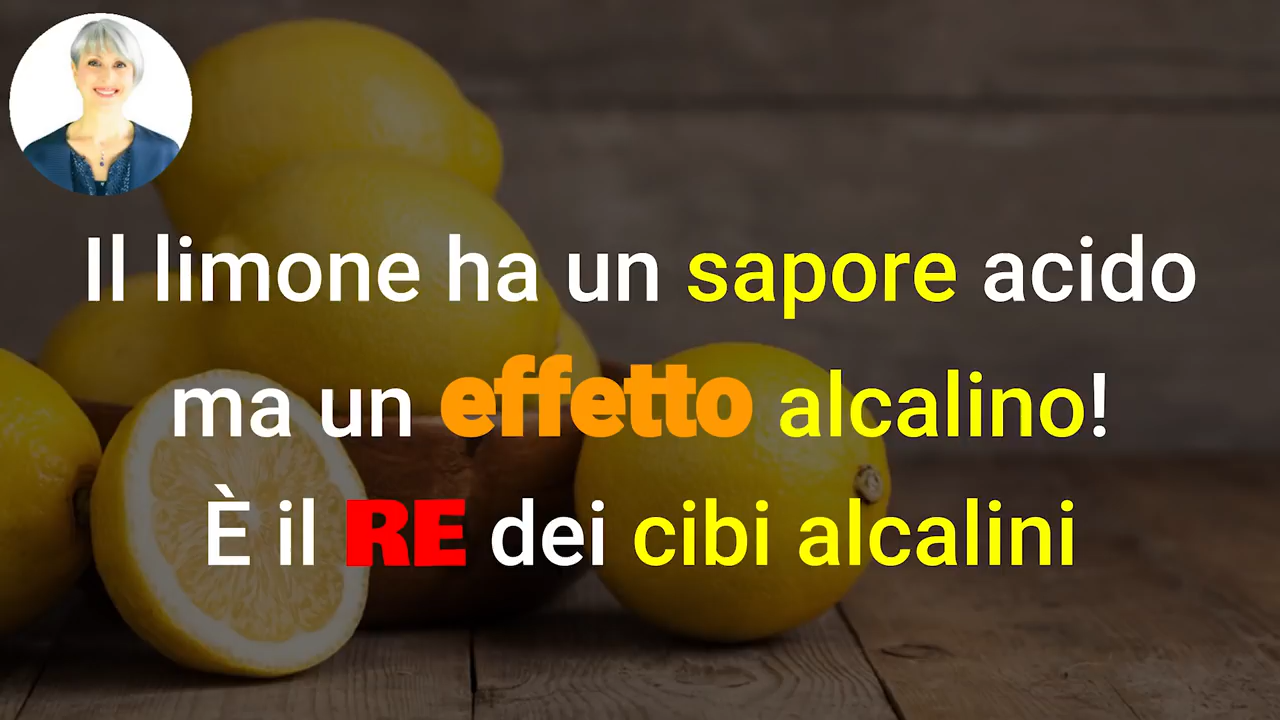 Il limone ha un sapore acido
ma un effetto alcalino!
È il RE dei cibi alcalini